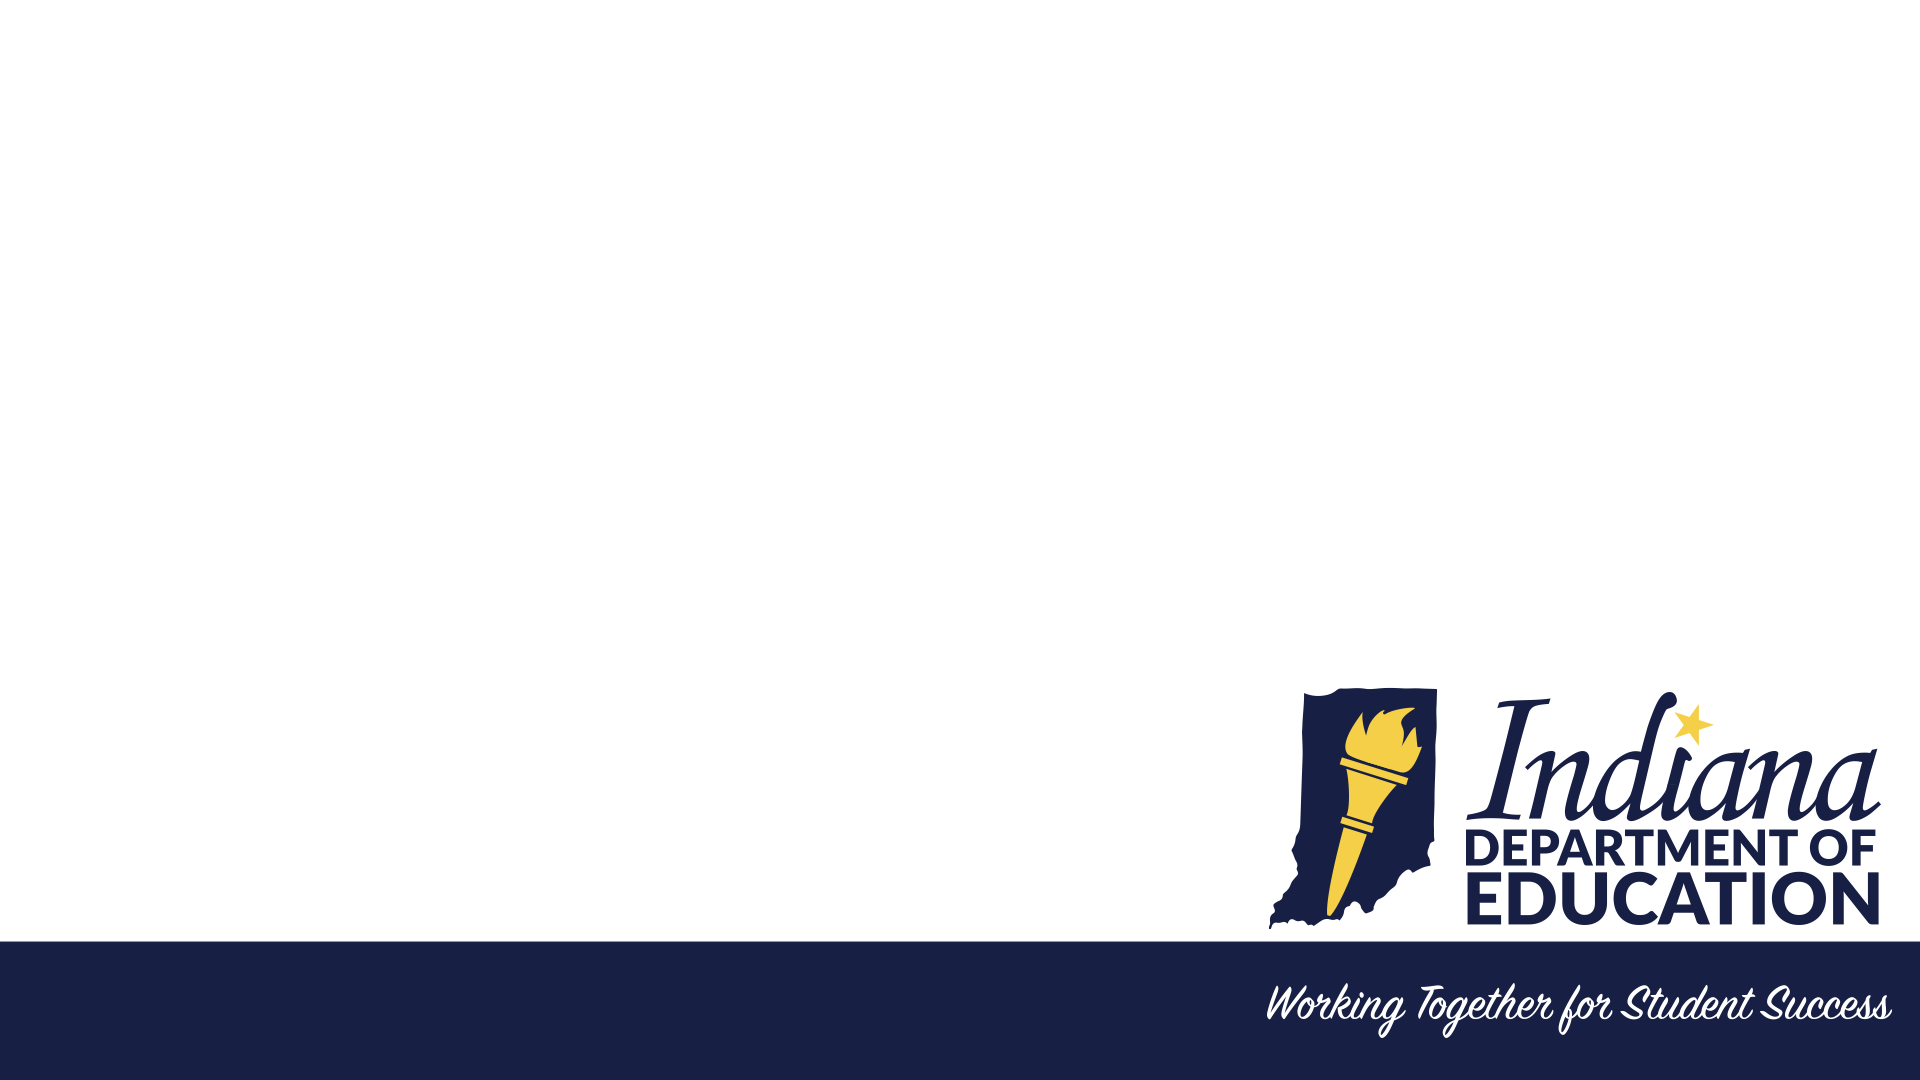 Indiana
DEPARTMENT OF
EDUCATION
Working Together for Student Success